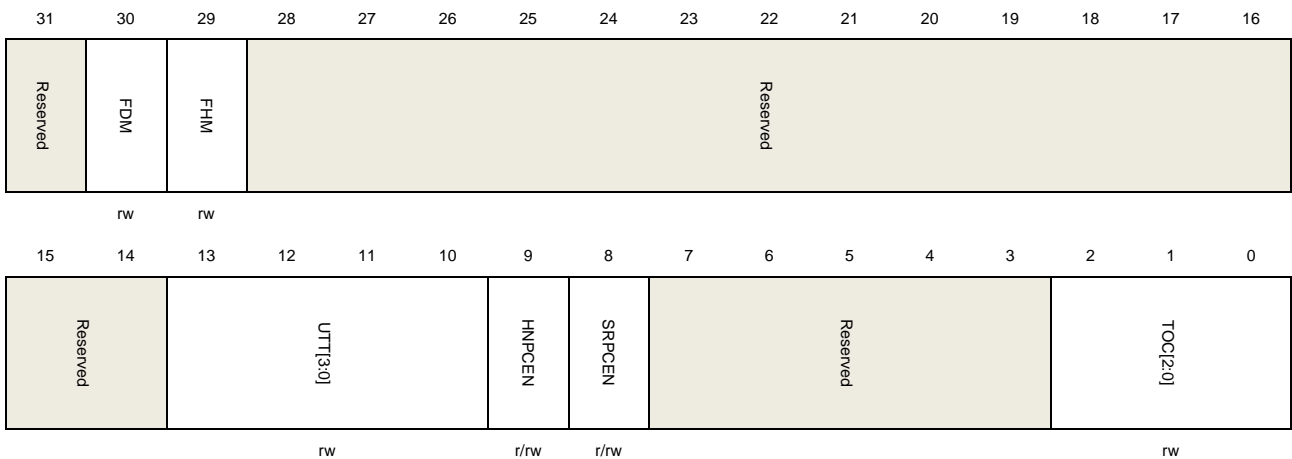 31 30 29 28 27 26 25 24 23 22 21 20 19 18 17 16
Reserved FDM FHM Reserved
rw rw
15 14 13 12 11 10 9 8 7 6 5 4 3 2 1 0
Reserved UTT[3:0] HNPCEN SRPCEN Reserved TOC[2:0]
rw r/rw r/rw rw